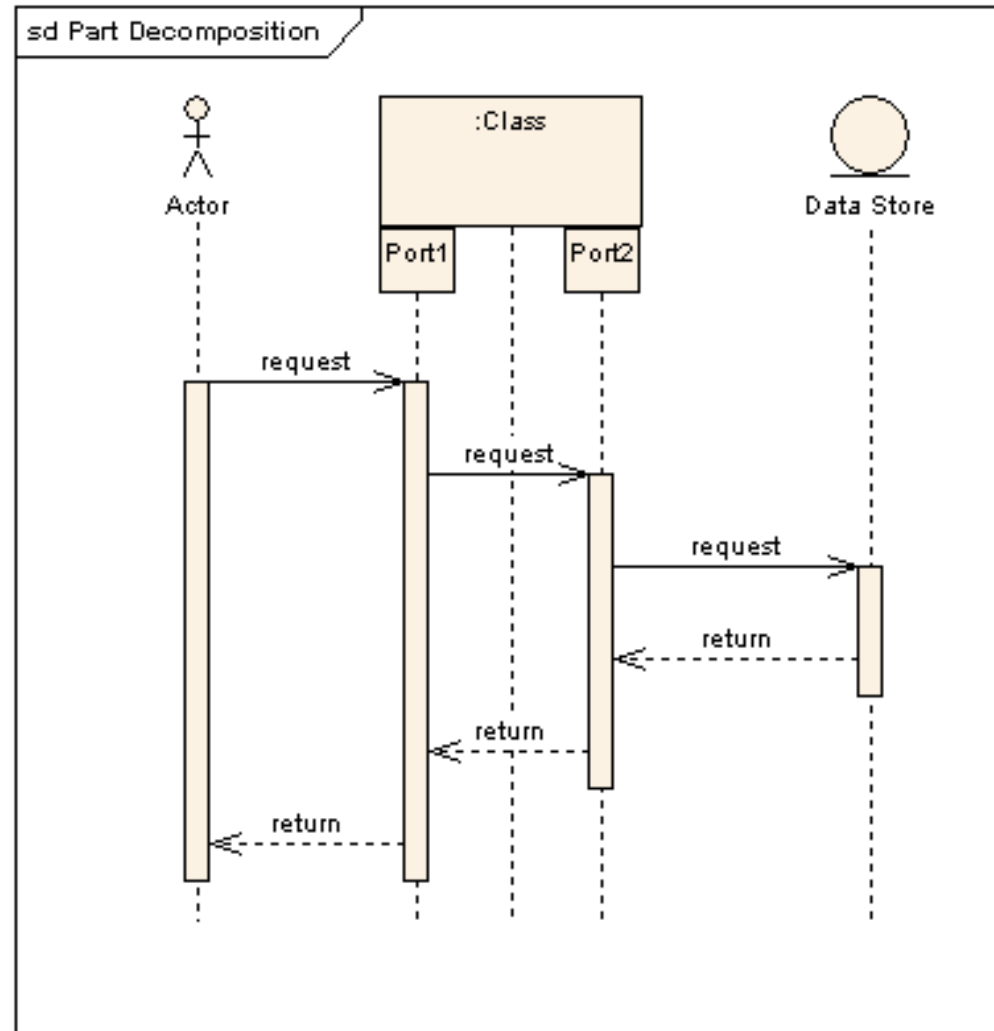 sd Part Decomposition
:Class
Actor
Data Store
Port1
Port2
request
request
request
return
return
return